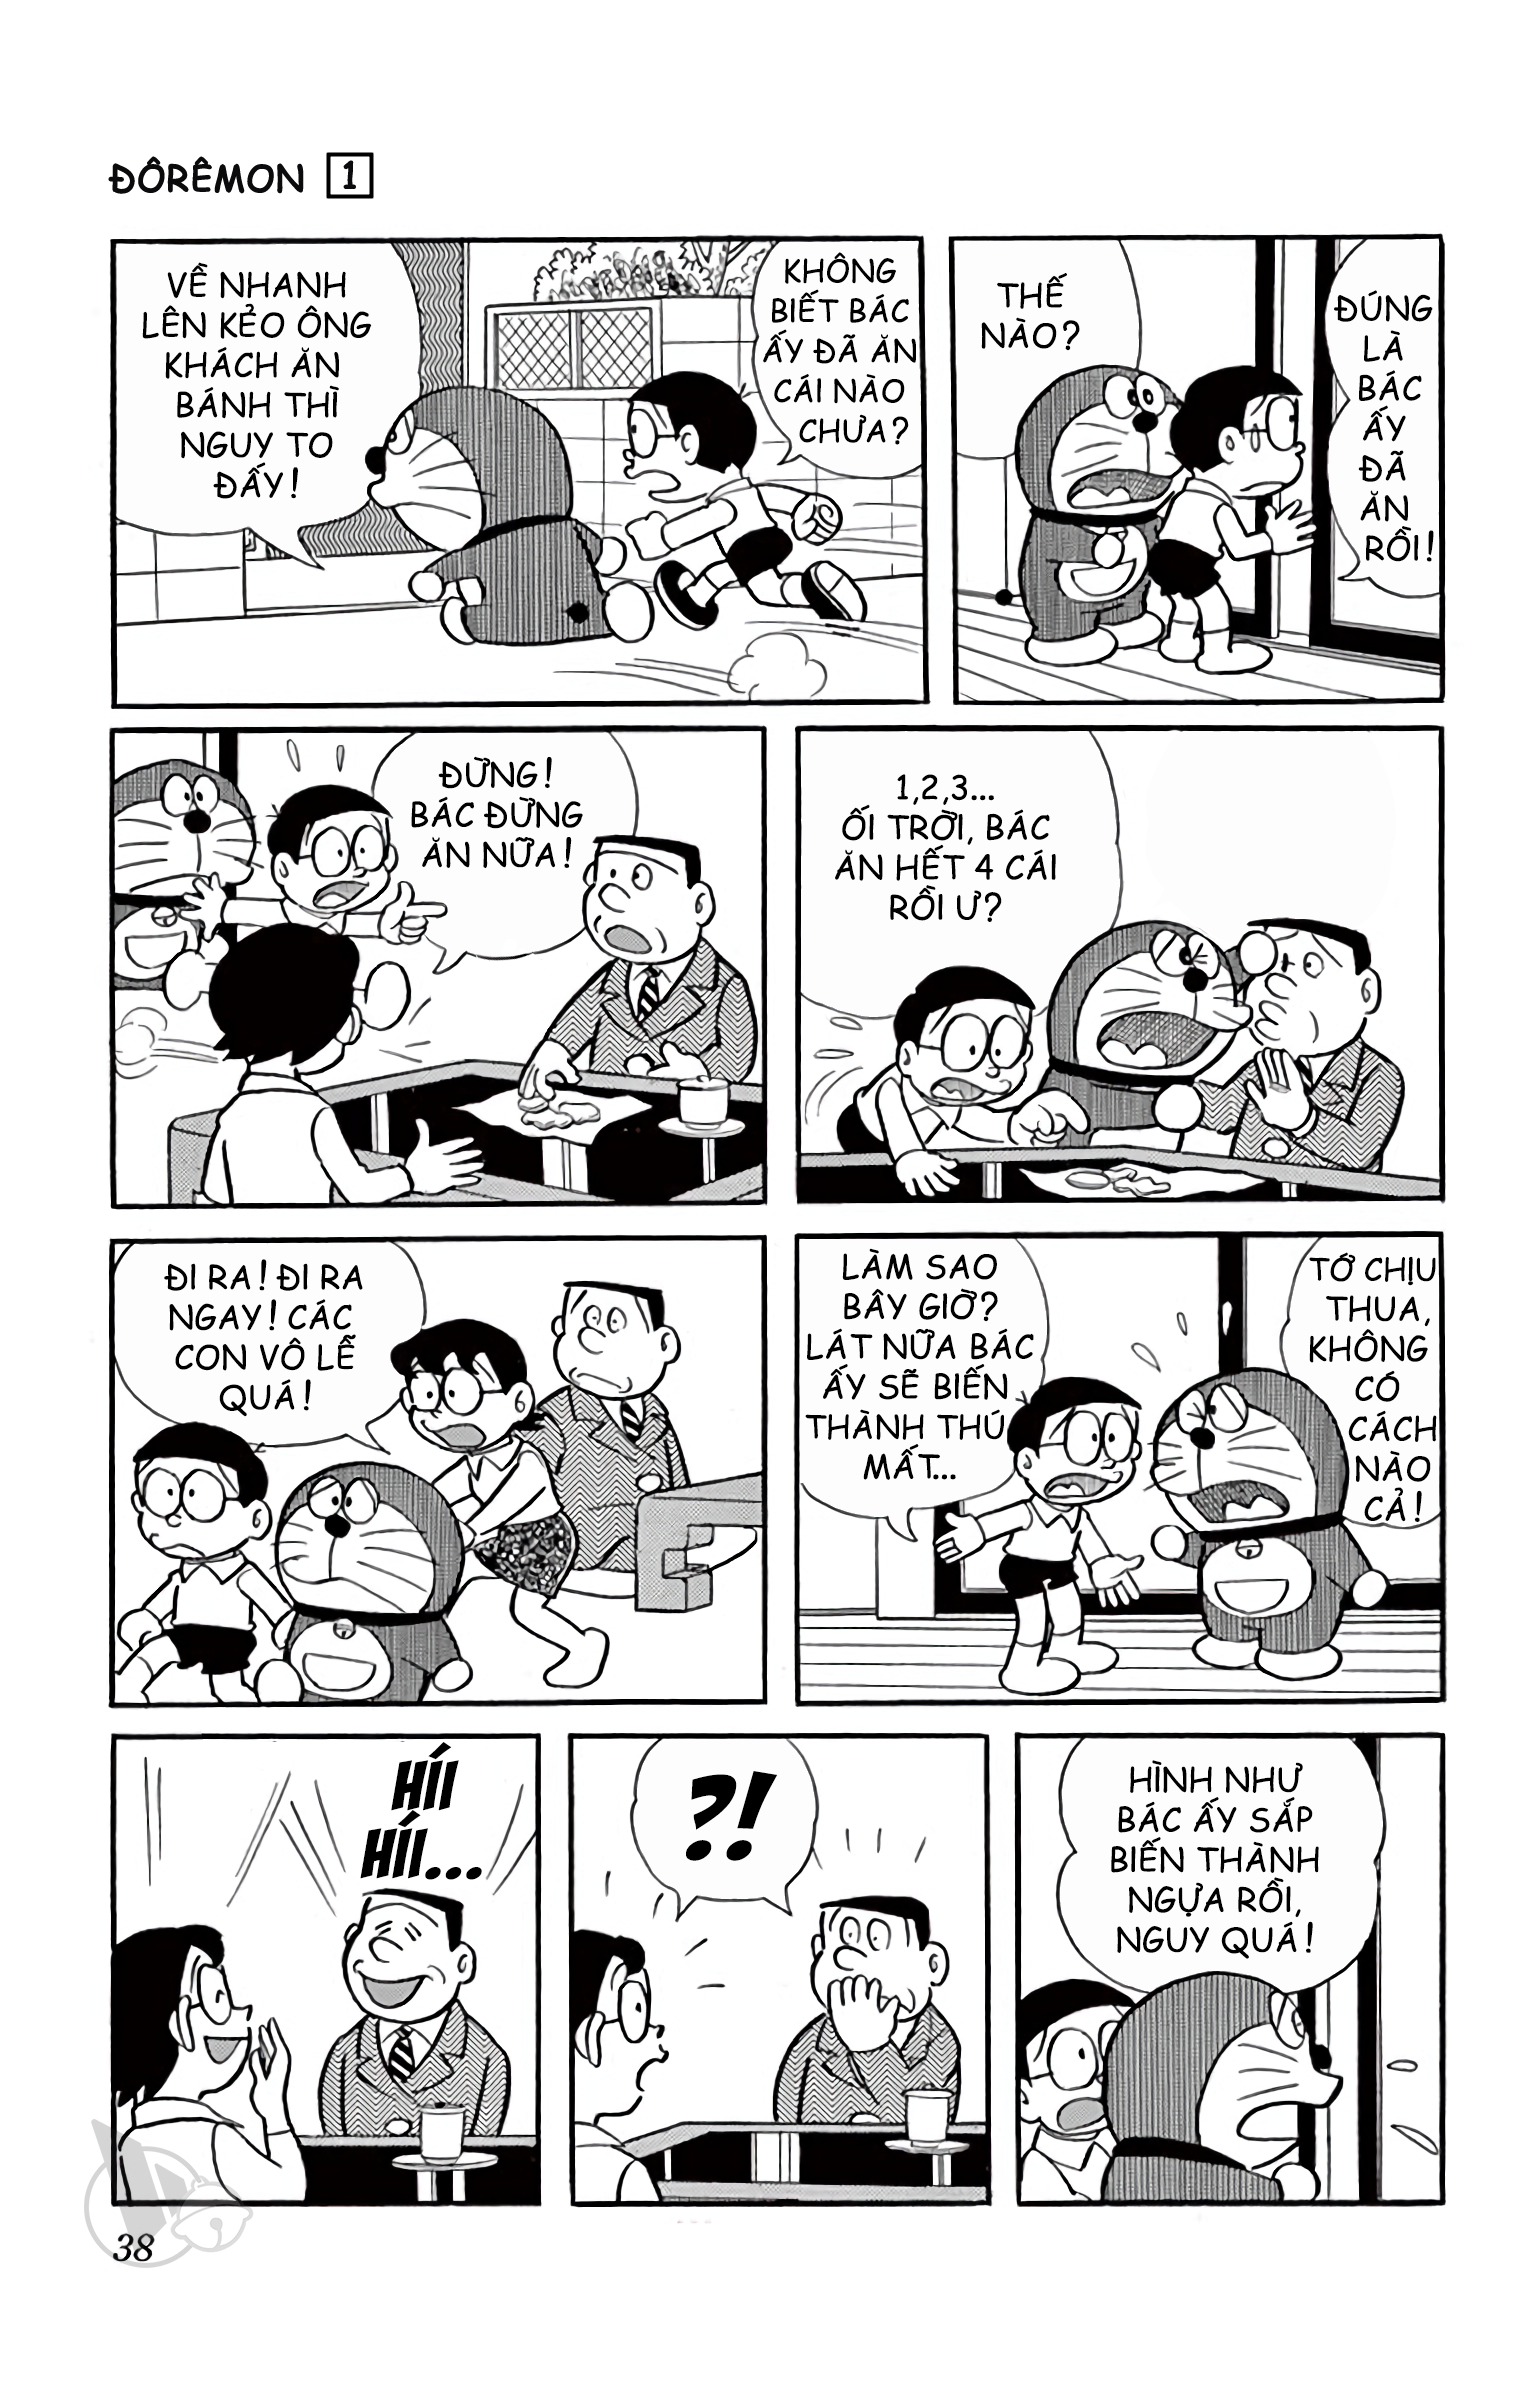 ĐÔRÊMON 1
VỀ NHANH
LÊN KẺO ÔNG
KHÁCH ĂN
BÁNH THÌ
NGUY TO
ĐẤY!
KHÔNG
BIẾT BÁC
ẤY ĐÃ ĂN
CÁI NÀO
CHƯA?
THẾ
NÀO?
ĐÚNG
LÀ
BÁC
ẤY
ĐÃ
ĂN
RỒI!
ĐỪNG!
BÁC ĐỪNG
ĂN NỮA!
1,2,3...
ỐI TRỜI, BÁC
ĂN HẾT 4 CÁI
RỒI Ư?
ĐI RA! ĐI RA
NGAY! CÁC
CON VÔ LỄ
QUÁ!
LÀM SAO
BÂY GIỜ?
LÁT NỮA BÁC
ẤY SẼ BIẾN
THÀNH THÚ
MẤT...
TỚ CHỊU
THUA,
KHÔNG
CÓ
CÁCH
NÀO
CẢ!
HÍI
HÍI...
?!
HÌNH NHƯ
BÁC ẤY SẮP
BIẾN THÀNH
NGỰA RỒI,
NGUY QUÁ!
38